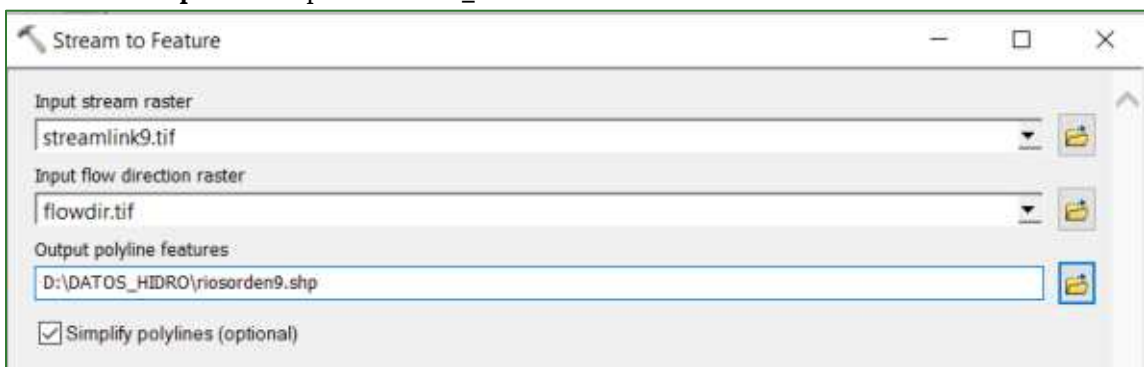 Stream to Feature
Input stream raster
streamlink9.tif
Input flow direction raster
flowdir.tif
Output polyline features
D:\DATOS_HIDRO\riosorden9.shp
Simplify polylines (optional)